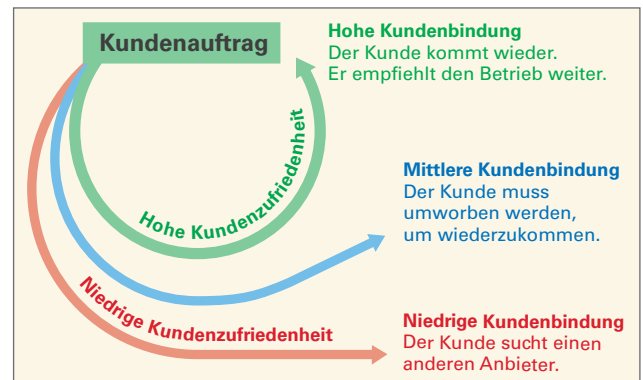 Kundenauftrag
Hohe Kundenbindung
Der Kunde kommt wieder.
Er empfiehlt den Betrieb weiter.
Hohe Kundenzufriedenheit
Mittlere Kundenbindung
Der Kunde muss
umworben werden,
um wiederzukommen.
Niedrige Kundenzufriedenheit
Niedrige Kundenbindung
Der Kunde sucht einen
anderen Anbieter.